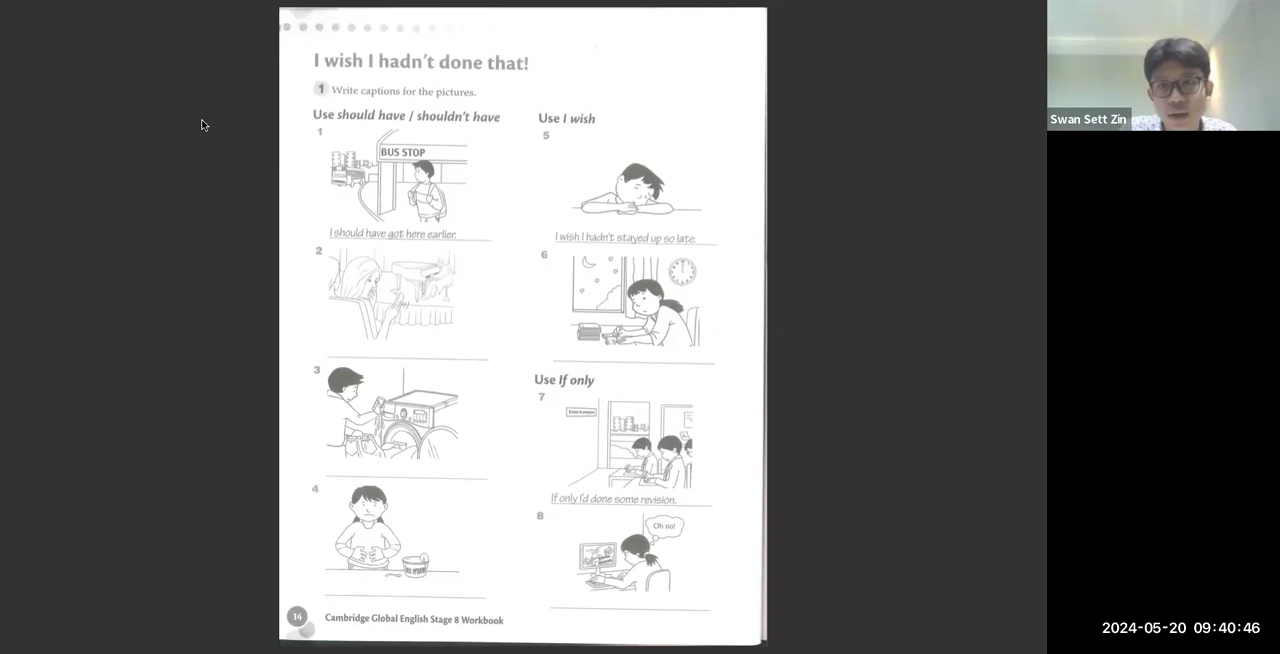 I wish I hadn't done that!
1 Write captions for the pictures.
Use should have / shouldn't have
1
BUS STOP
I should have got here earlier.
2
3
4
Use I wish
5
I wish I hadn't stayed up so late.
6
Use If only
7
If only I'd done some revision.
8
Oh no!
14 Cambridge Global English Stage 8 Workbook
Swan Sett Zin
2024-05-20 09:40:46